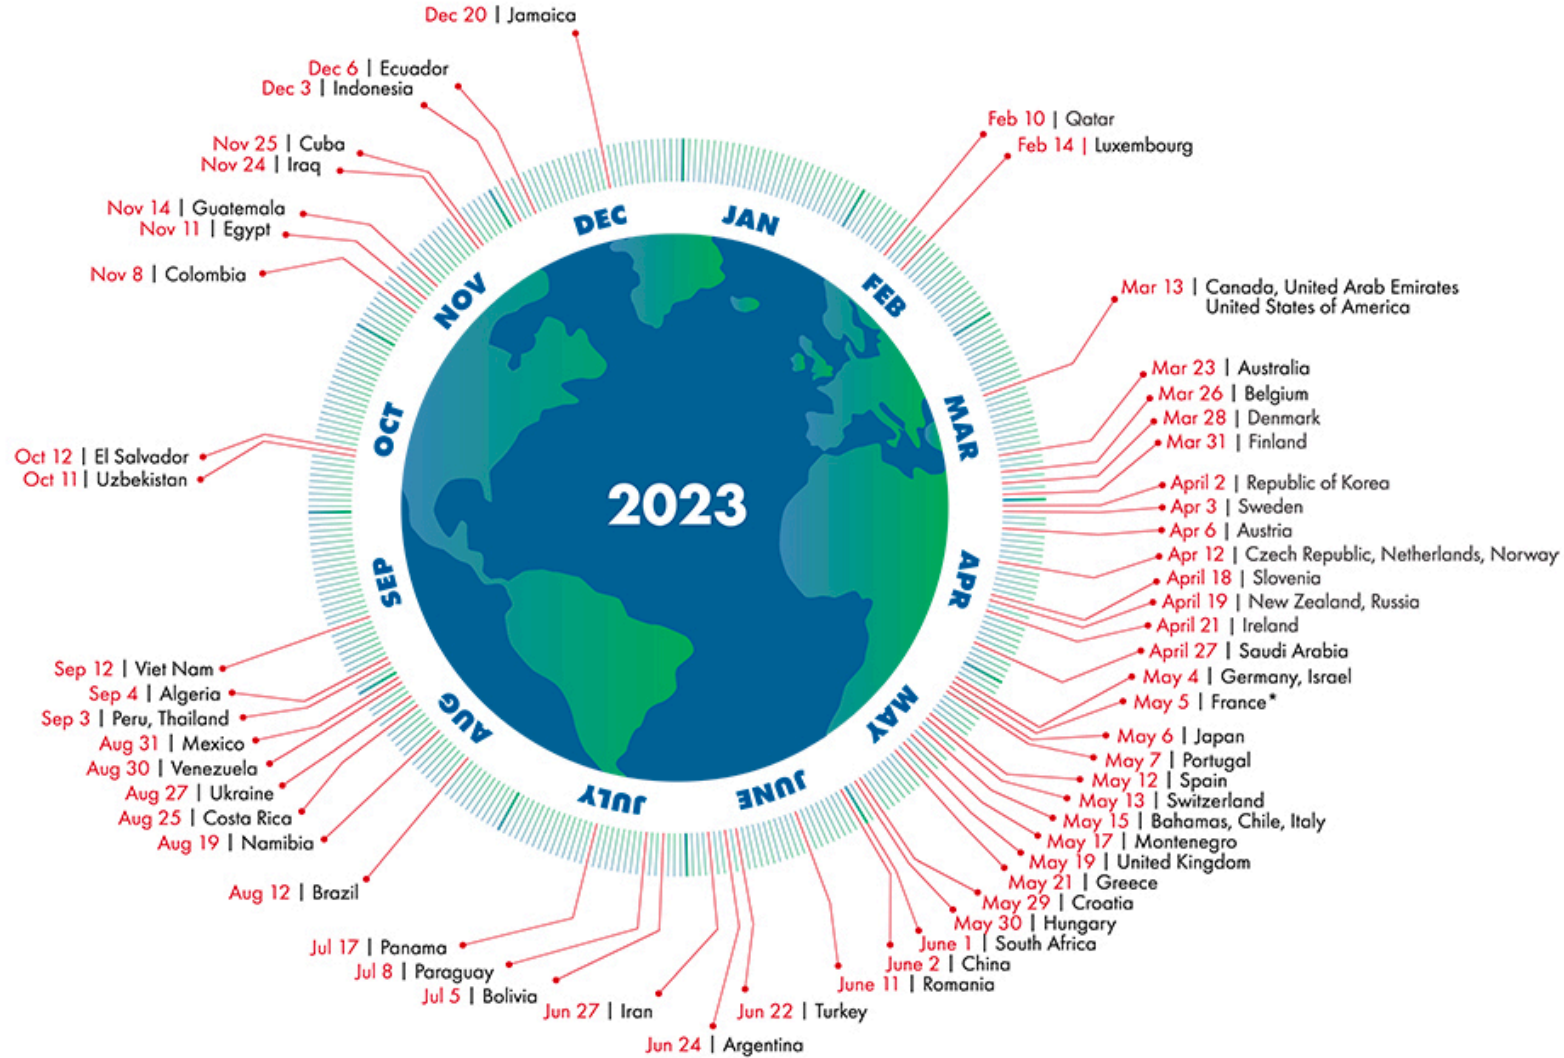 Dec 20 | Jamaica
Dec 6 | Ecuador
Dec 3 | Indonesia
Nov 25 | Cuba
Nov 24 | Iraq
Nov 14 | Guatemala
Nov 11 | Egypt
Nov 8 | Colombia
Oct 12 | El Salvador
Oct 11 | Uzbekistan
Sep 12 | Viet Nam
Sep 4 | Algeria
Sep 3 | Peru, Thailand
Aug 31 | Mexico
Aug 30 | Venezuela
Aug 27 | Ukraine
Aug 25 | Costa Rica
Aug 19 | Namibia
Aug 12 | Brazil
Jul 17 | Panama
Jul 8 | Paraguay
Jul 5 | Bolivia
Jun 27 | Iran
Jun 24 | Argentina
Jun 22 | Turkey
Feb 10 | Qatar
Feb 14 | Luxembourg
Mar 13 | Canada, United Arab Emirates
United States of America
Mar 23 | Australia
Mar 26 | Belgium
Mar 28 | Denmark
Mar 31 | Finland
April 2 | Republic of Korea
Apr 3 | Sweden
Apr 6 | Austria
Apr 12 | Czech Republic, Netherlands, Norway
April 18 | Slovenia
April 19 | New Zealand, Russia
April 21 | Ireland
April 27 | Saudi Arabia
May 4 | Germany, Israel
May 5 | France*
May 6 | Japan
May 7 | Portugal
May 12 | Spain
May 13 | Switzerland
May 15 | Bahamas, Chile, Italy
May 17 | Montenegro
May 19 | United Kingdom
May 21 | Greece
May 29 | Croatia
May 30 | Hungary
June 1 | South Africa
June 2 | China
June 11 | Romania
JAN
FEB
MAR
APR
MAY
JUNE
JULY
AUG
SEP
OCT
NOV
DEC
2023